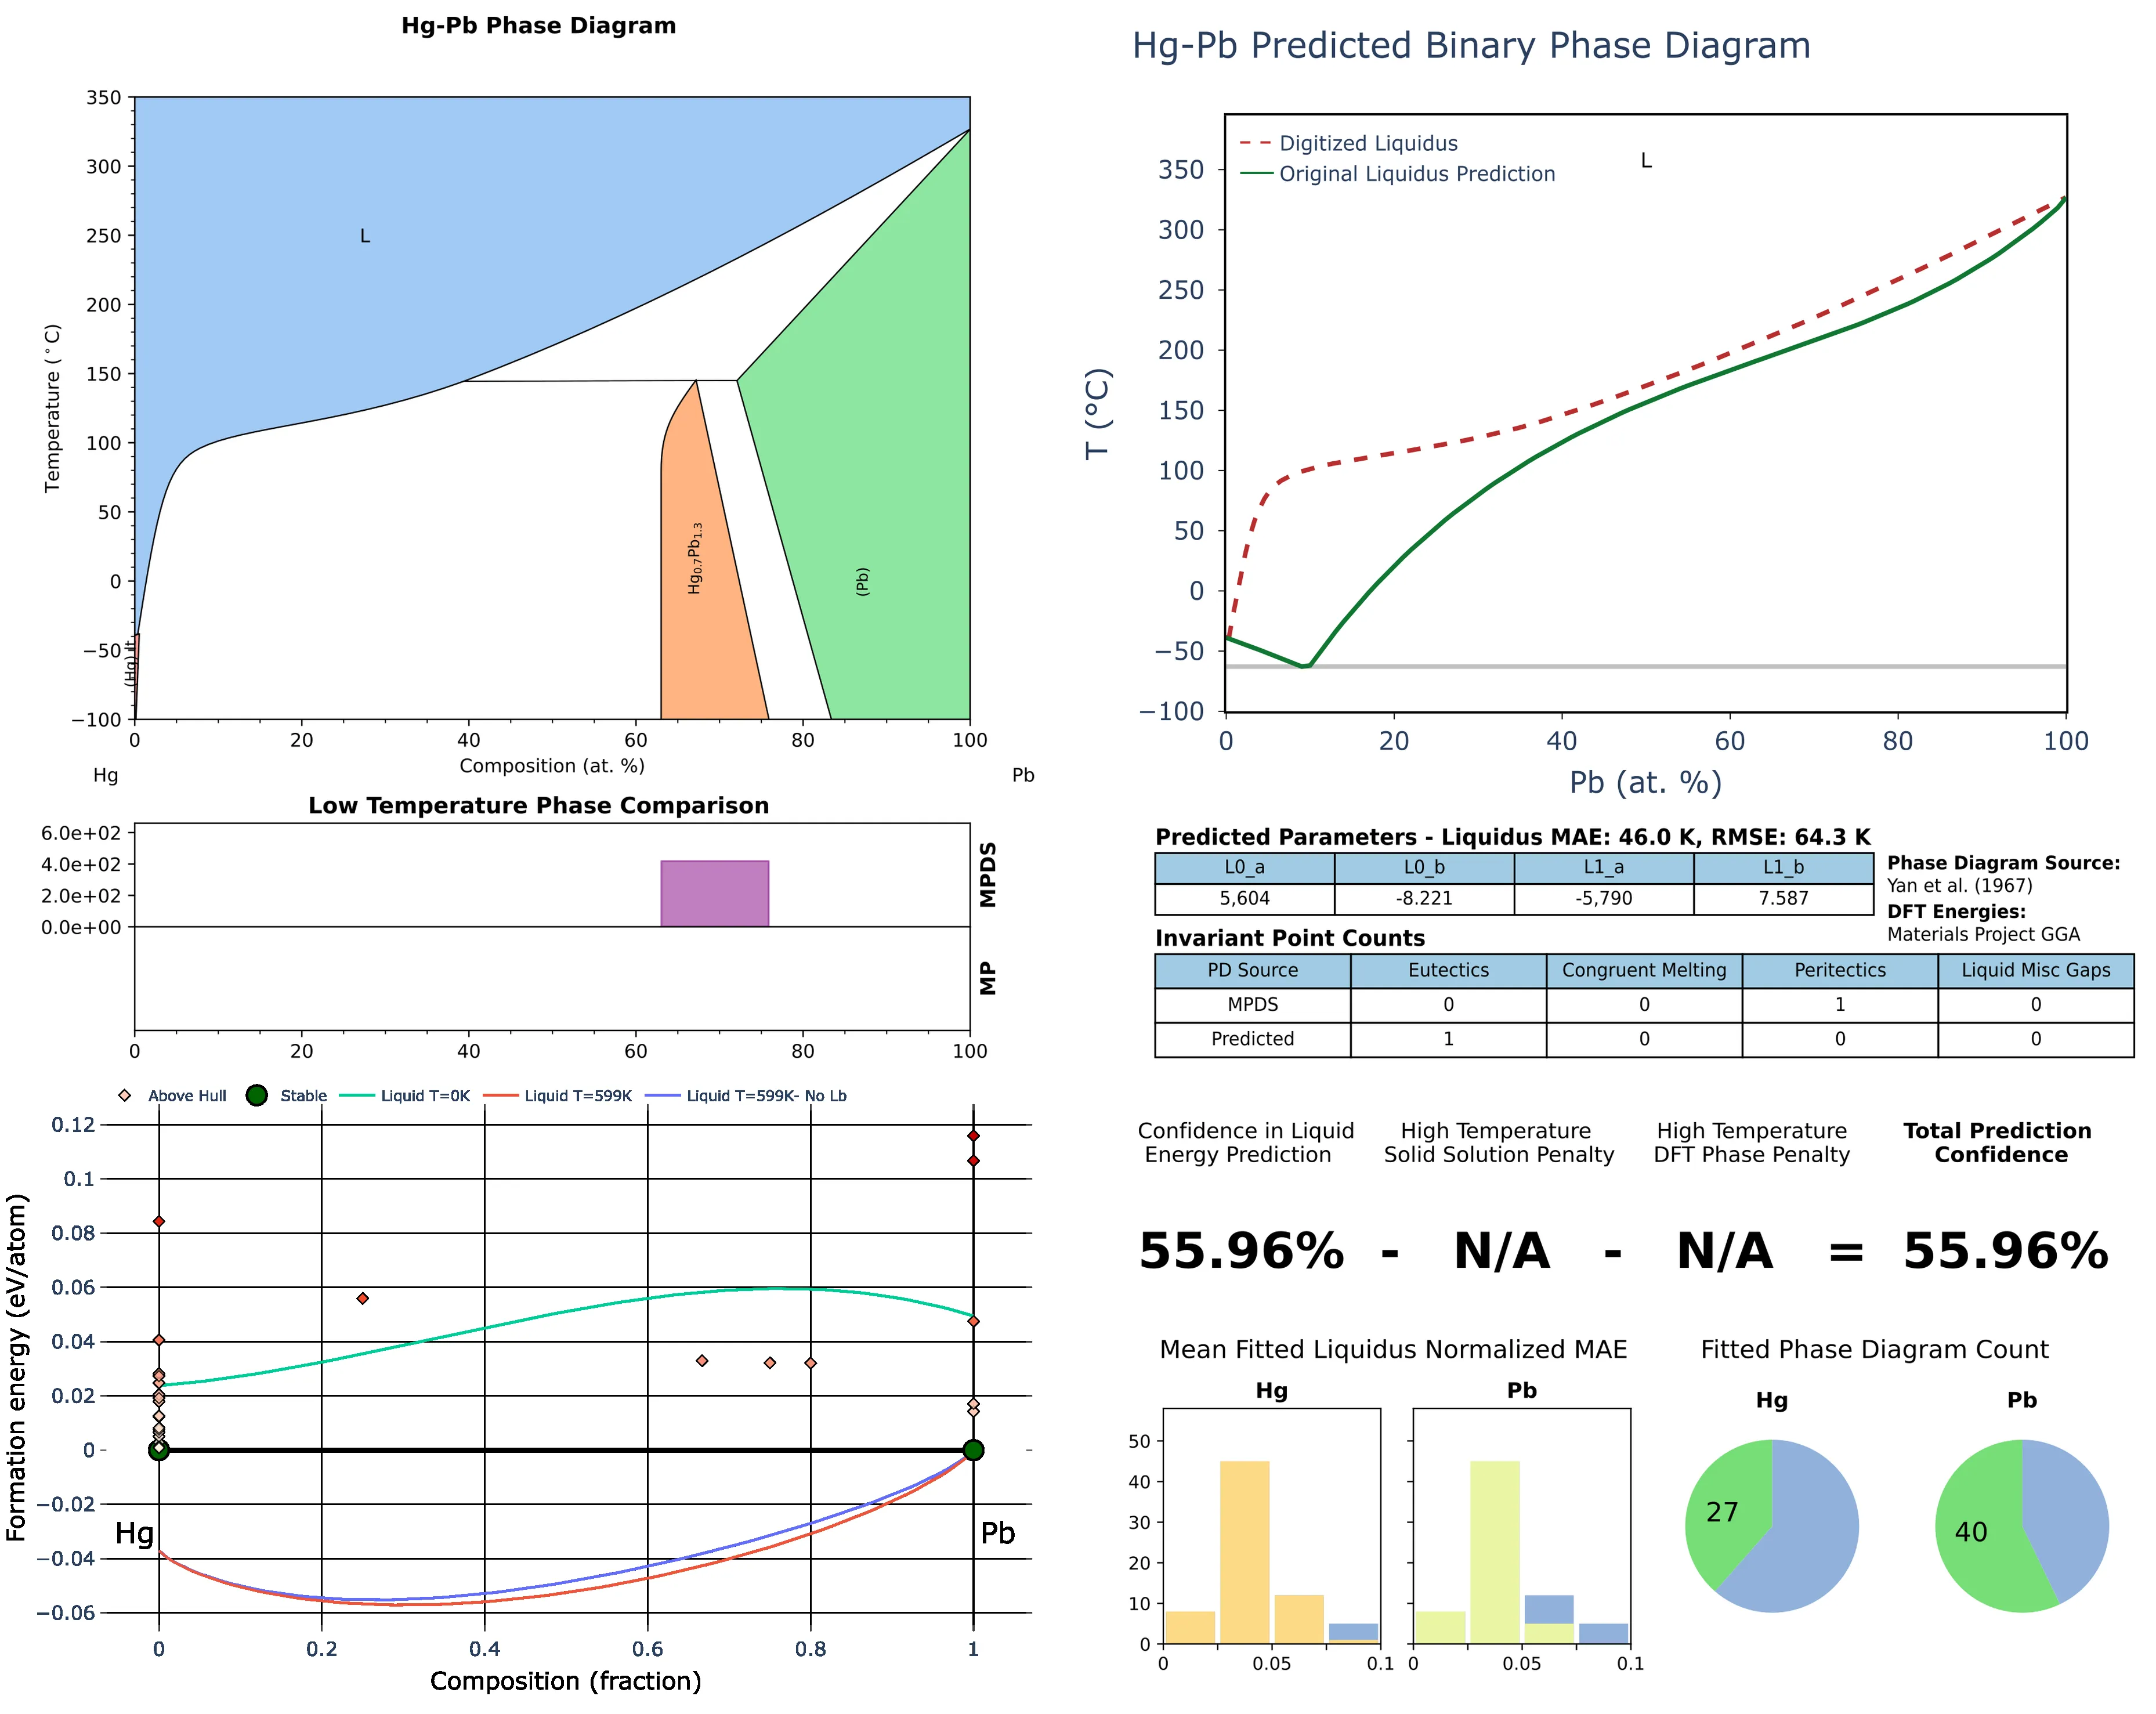 Hg-Pb Phase Diagram
350
300
250
200
150
100
50
0
−50
−100
Temperature (°C)
L
Hg0.7Pb1.3
(Pb)
(Hg) lt
0 20 40 60 80 100
Composition (at. %)
Hg Pb
Low Temperature Phase Comparison
6.0e+02
4.0e+02
2.0e+02
0.0e+00
MPDS
MP
0 20 40 60 80 100
Above Hull Stable Liquid T=0K Liquid T=599K Liquid T=599K- No Lb
0.12
0.1
0.08
0.06
0.04
0.02
0
−0.02
−0.04
−0.06
Formation energy (eV/atom)
Hg Pb
0 0.2 0.4 0.6 0.8 1
Composition (fraction)
Hg-Pb Predicted Binary Phase Diagram
Digitized Liquidus
Original Liquidus Prediction
L
350
300
250
200
150
100
50
0
−50
−100
T (°C)
0 20 40 60 80 100
Pb (at. %)
Predicted Parameters - Liquidus MAE: 46.0 K, RMSE: 64.3 K
L0_a L0_b L1_a L1_b
5,604 -8.221 -5,790 7.587
Phase Diagram Source:
Yan et al. (1967)
DFT Energies:
Materials Project GGA
Invariant Point Counts
PD Source Eutectics Congruent Melting Peritectics Liquid Misc Gaps
MPDS 0 0 1 0
Predicted 1 0 0 0
Confidence in Liquid
Energy Prediction
High Temperature
Solid Solution Penalty
High Temperature
DFT Phase Penalty
Total Prediction
Confidence
55.96% - N/A - N/A = 55.96%
Mean Fitted Liquidus Normalized MAE
Hg Pb
50
40
30
20
10
0
0 0.05 0.1
0 0.05 0.1
Fitted Phase Diagram Count
Hg Pb
27
40